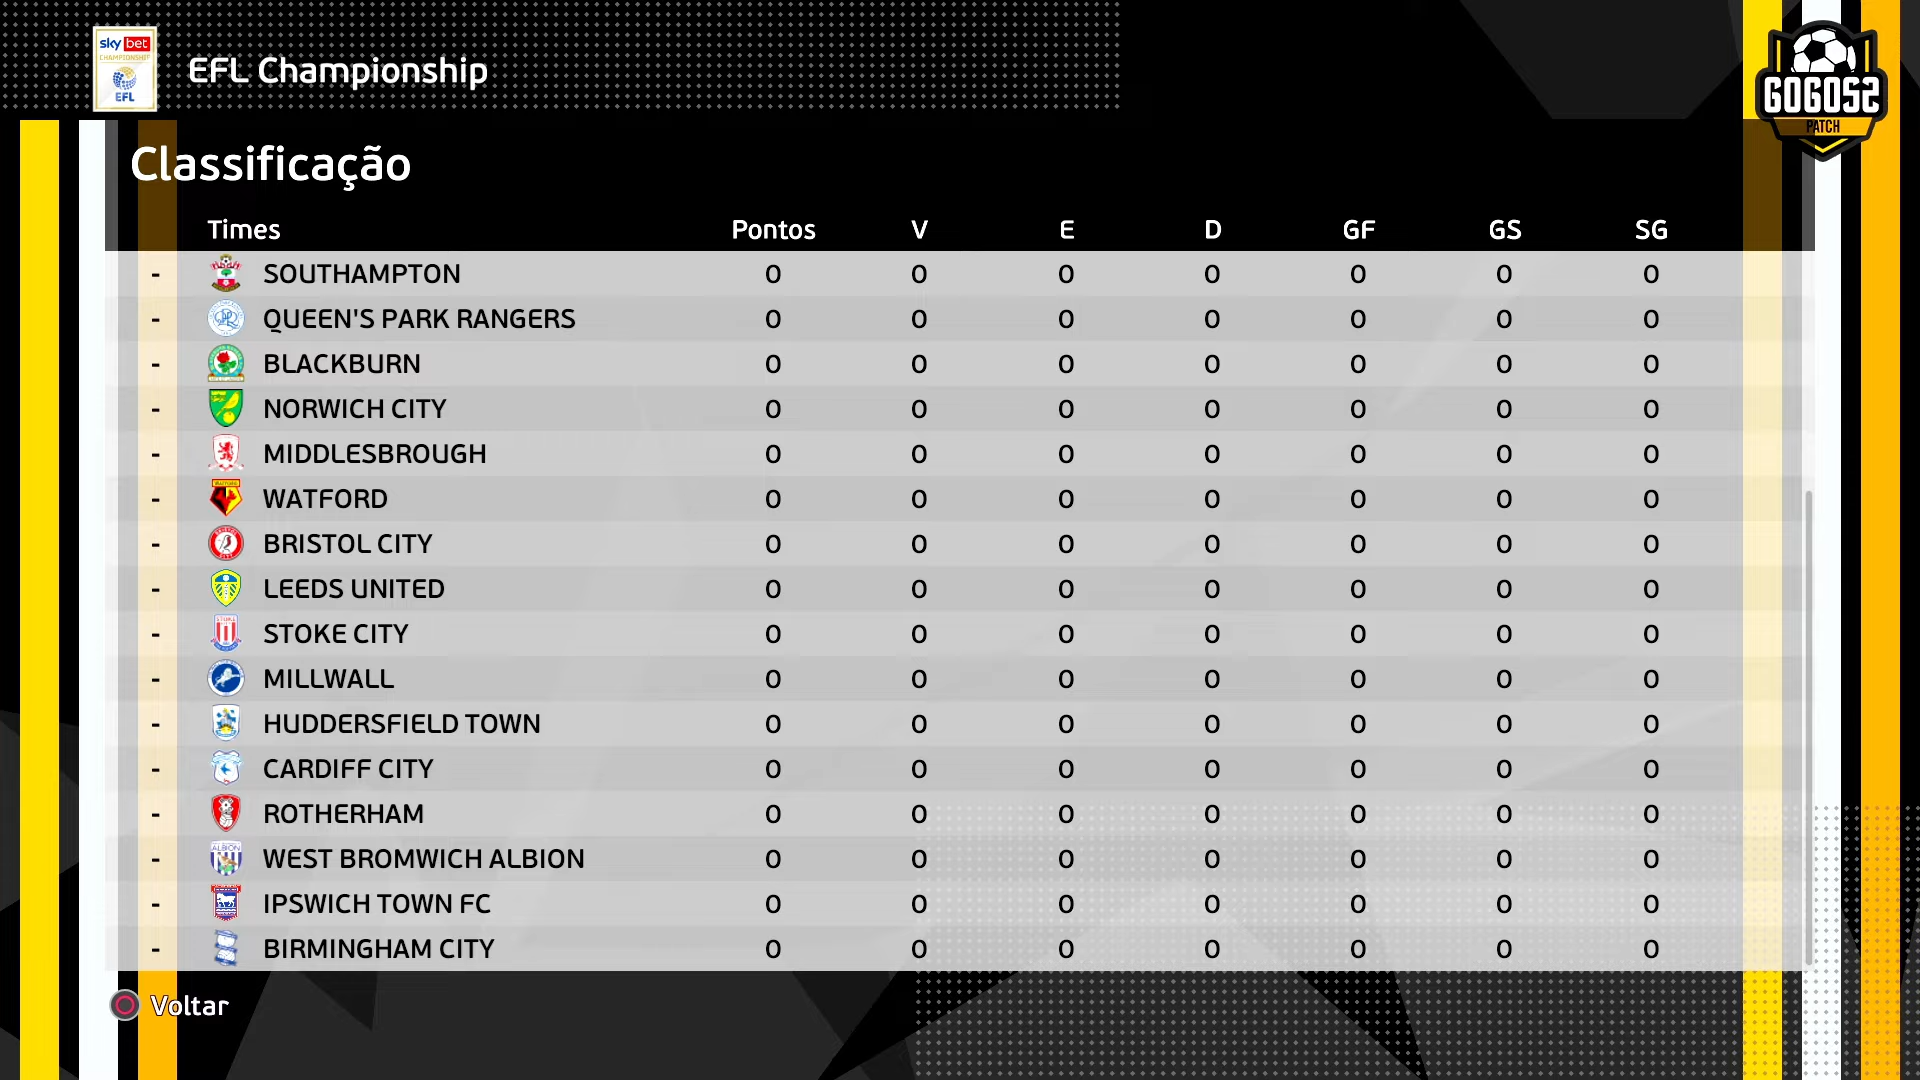 sky bet
CHAMPIONSHIP
EFL
EFL Championship
GOGOS2
PATCH
Classificação
Times Pontos V E D GF GS SG
- SOUTHAMPTON 0 0 0 0 0 0 0
- QUEEN'S PARK RANGERS 0 0 0 0 0 0 0
- BLACKBURN 0 0 0 0 0 0 0
- NORWICH CITY 0 0 0 0 0 0 0
- MIDDLESBROUGH 0 0 0 0 0 0 0
- WATFORD 0 0 0 0 0 0 0
- BRISTOL CITY 0 0 0 0 0 0 0
- LEEDS UNITED 0 0 0 0 0 0 0
- STOKE CITY 0 0 0 0 0 0 0
- MILLWALL 0 0 0 0 0 0 0
- HUDDERSFIELD TOWN 0 0 0 0 0 0 0
- CARDIFF CITY 0 0 0 0 0 0 0
- ROTHERHAM 0 0 0 0 0 0 0
- WEST BROMWICH ALBION 0 0 0 0 0 0 0
- IPSWICH TOWN FC 0 0 0 0 0 0 0
- BIRMINGHAM CITY 0 0 0 0 0 0 0
Voltar